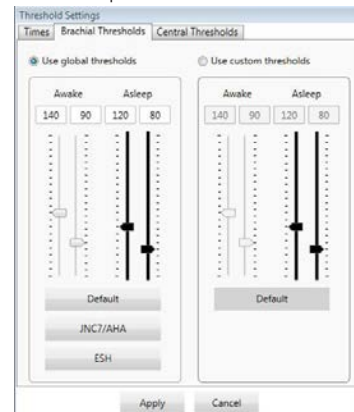 Threshold Settings
Times Brachial Thresholds Central Thresholds
Use global thresholds Use custom thresholds
Awake Asleep Awake Asleep
140 90 120 80 140 90 120 80
Default Default
JNC7/AHA
ESH
Apply Cancel